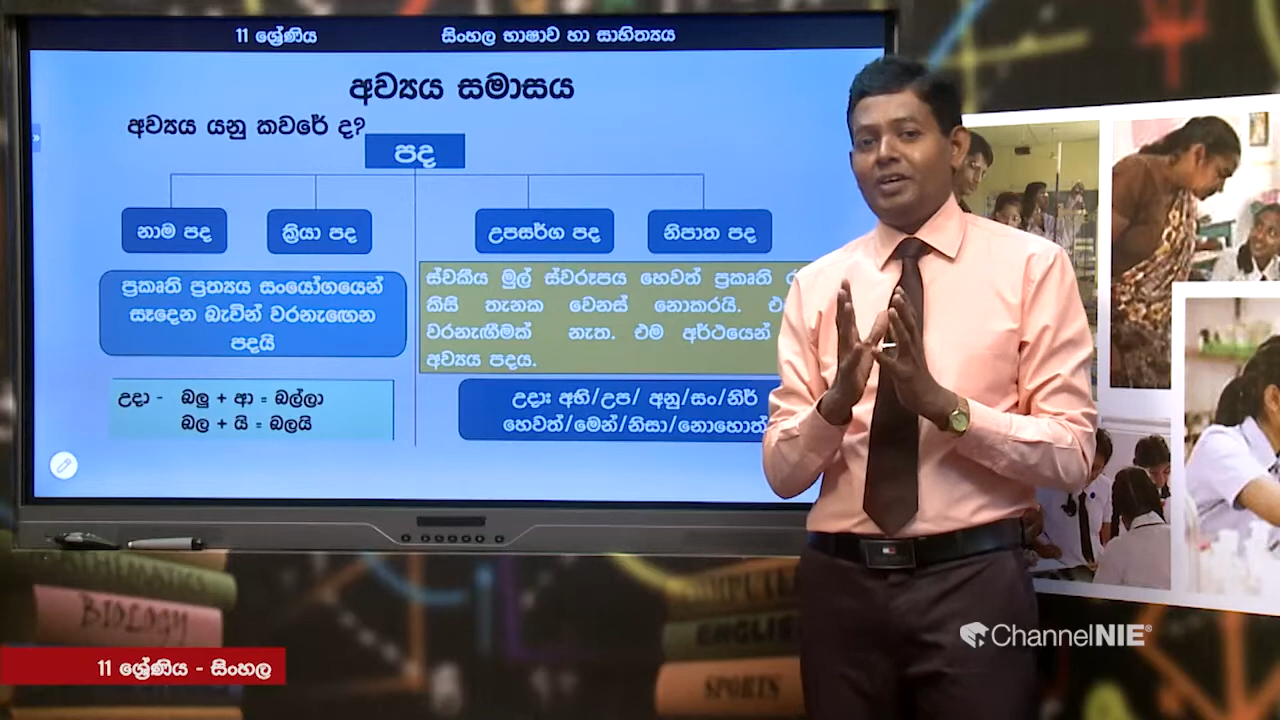 11 ශ්‍රේණිය සිංහල භාෂාව හා සාහිත්‍යය
අව්‍යය සමාසය
අව්‍යය යනු කවරේ ද?
පද
නාම පද ක්‍රියා පද උපසර්ග පද නිපාත පද
ප්‍රකෘති ප්‍රත්‍යය සංයෝගයෙන්
සෑදෙන බැවින් වරනැඟෙන
පදයි
ස්වකීය මුල් ස්වරූපය හෙවත් ප්‍රකෘති
කිසි තැනක වෙනස් නොකරයි.
වරනැඟීමක් නැත. එම අර්ථයෙන්
අව්‍යය පදය.
උදා - බලු + ආ = බල්ලා
බල + යි = බලයි
උදාඃ අභි/උප/ අනු/සං/නිර්
හෙවත්/මෙන්/නිසා/නොහොත්
MATHEMATICS
BIOLOGY
ENGLIS
SPORTS
ChannelNIE
11 ශ්‍රේණිය - සිංහල